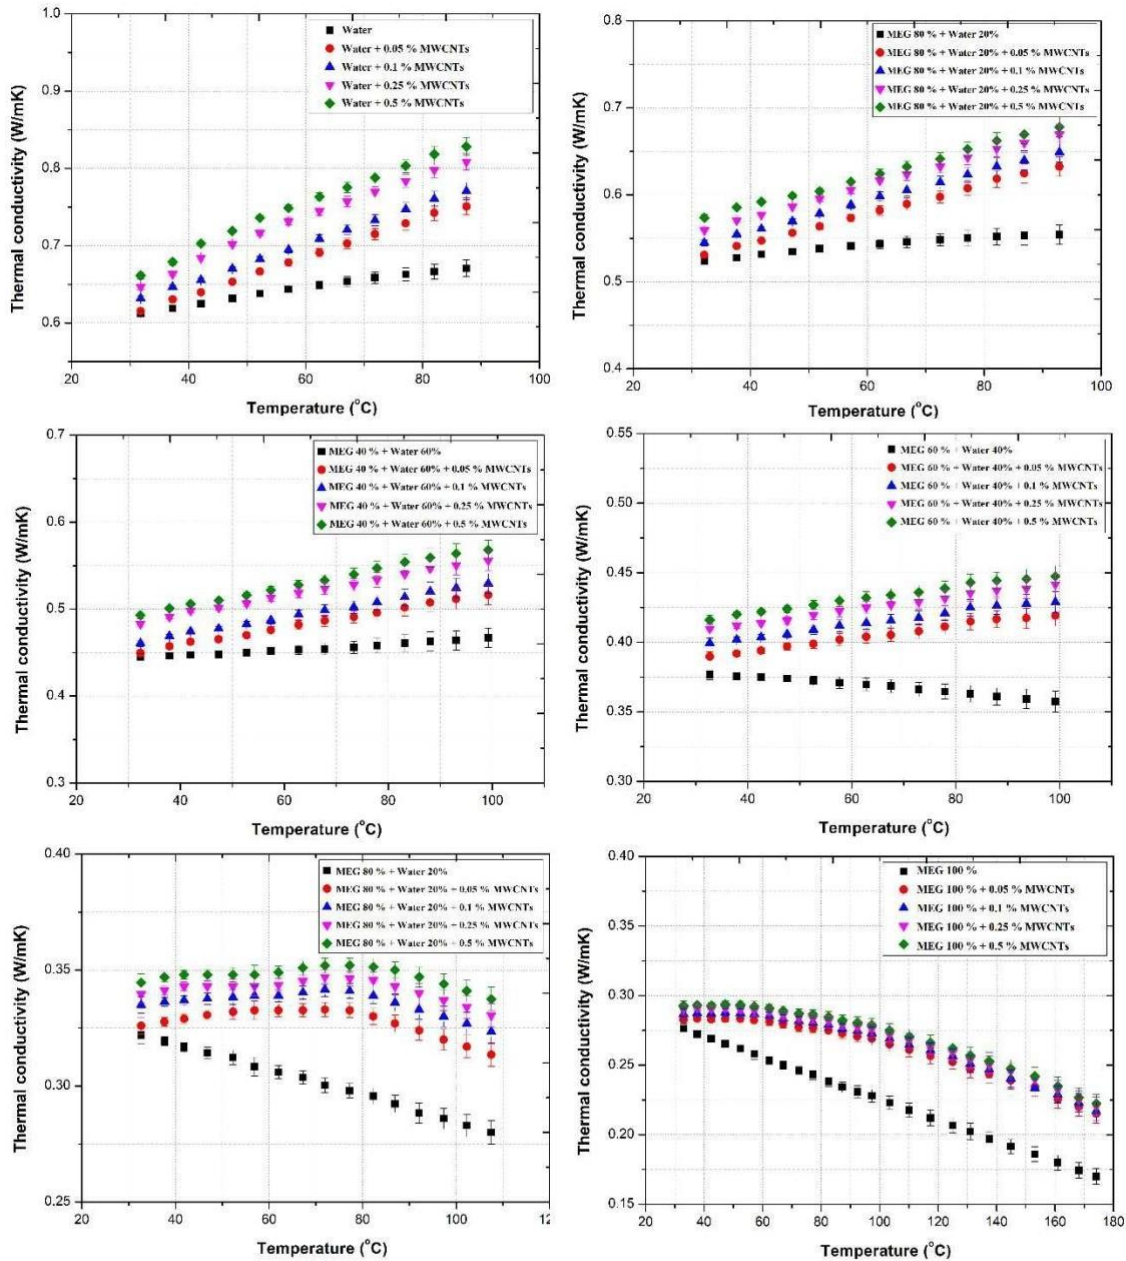 Thermal conductivity (W/mK)
1.0
0.9
0.8
0.7
0.6
20
40
60
80
100
Temperature (°C)
Water
Water + 0.05 % MWCNTs
Water + 0.1 % MWCNTs
Water + 0.25 % MWCNTs
Water + 0.5 % MWCNTs
Thermal conductivity (W/mK)
0.8
0.7
0.6
0.5
0.4
20
40
60
80
100
Temperature (°C)
MEG 80 % + Water 20%
MEG 80 % + Water 20% + 0.05 % MWCNTs
MEG 80 % + Water 20% + 0.1 % MWCNTs
MEG 80 % + Water 20% + 0.25 % MWCNTs
MEG 80 % + Water 20% + 0.5 % MWCNTs
Thermal conductivity (W/mK)
0.7
0.6
0.5
0.4
0.3
20
40
60
80
100
Temperature (°C)
MEG 40 % + Water 60%
MEG 40 % + Water 60% + 0.05 % MWCNTs
MEG 40 % + Water 60% + 0.1 % MWCNTs
MEG 40 % + Water 60% + 0.25 % MWCNTs
MEG 40 % + Water 60% + 0.5 % MWCNTs
Thermal conductivity (W/mK)
0.55
0.50
0.45
0.40
0.35
0.30
20
40
60
80
100
Temperature (°C)
MEG 60 % + Water 40%
MEG 60 % + Water 40% + 0.05 % MWCNTs
MEG 60 % + Water 40% + 0.1 % MWCNTs
MEG 60 % + Water 40% + 0.25 % MWCNTs
MEG 60 % + Water 40% + 0.5 % MWCNTs
Thermal conductivity (W/mK)
0.40
0.35
0.30
0.25
20
40
60
80
100
12
Temperature (°C)
MEG 80 % + Water 20%
MEG 80 % + Water 20% + 0.05 % MWCNTs
MEG 80 % + Water 20% + 0.1 % MWCNTs
MEG 80 % + Water 20% + 0.25 % MWCNTs
MEG 80 % + Water 20% + 0.5 % MWCNTs
Thermal conductivity (W/mK)
0.40
0.35
0.30
0.25
0.20
0.15
20
40
60
80
100
120
140
160
180
Temperature (°C)
MEG 100 %
MEG 100 % + 0.05 % MWCNTs
MEG 100 % + 0.1 % MWCNTs
MEG 100 % + 0.25 % MWCNTs
MEG 100 % + 0.5 % MWCNTs